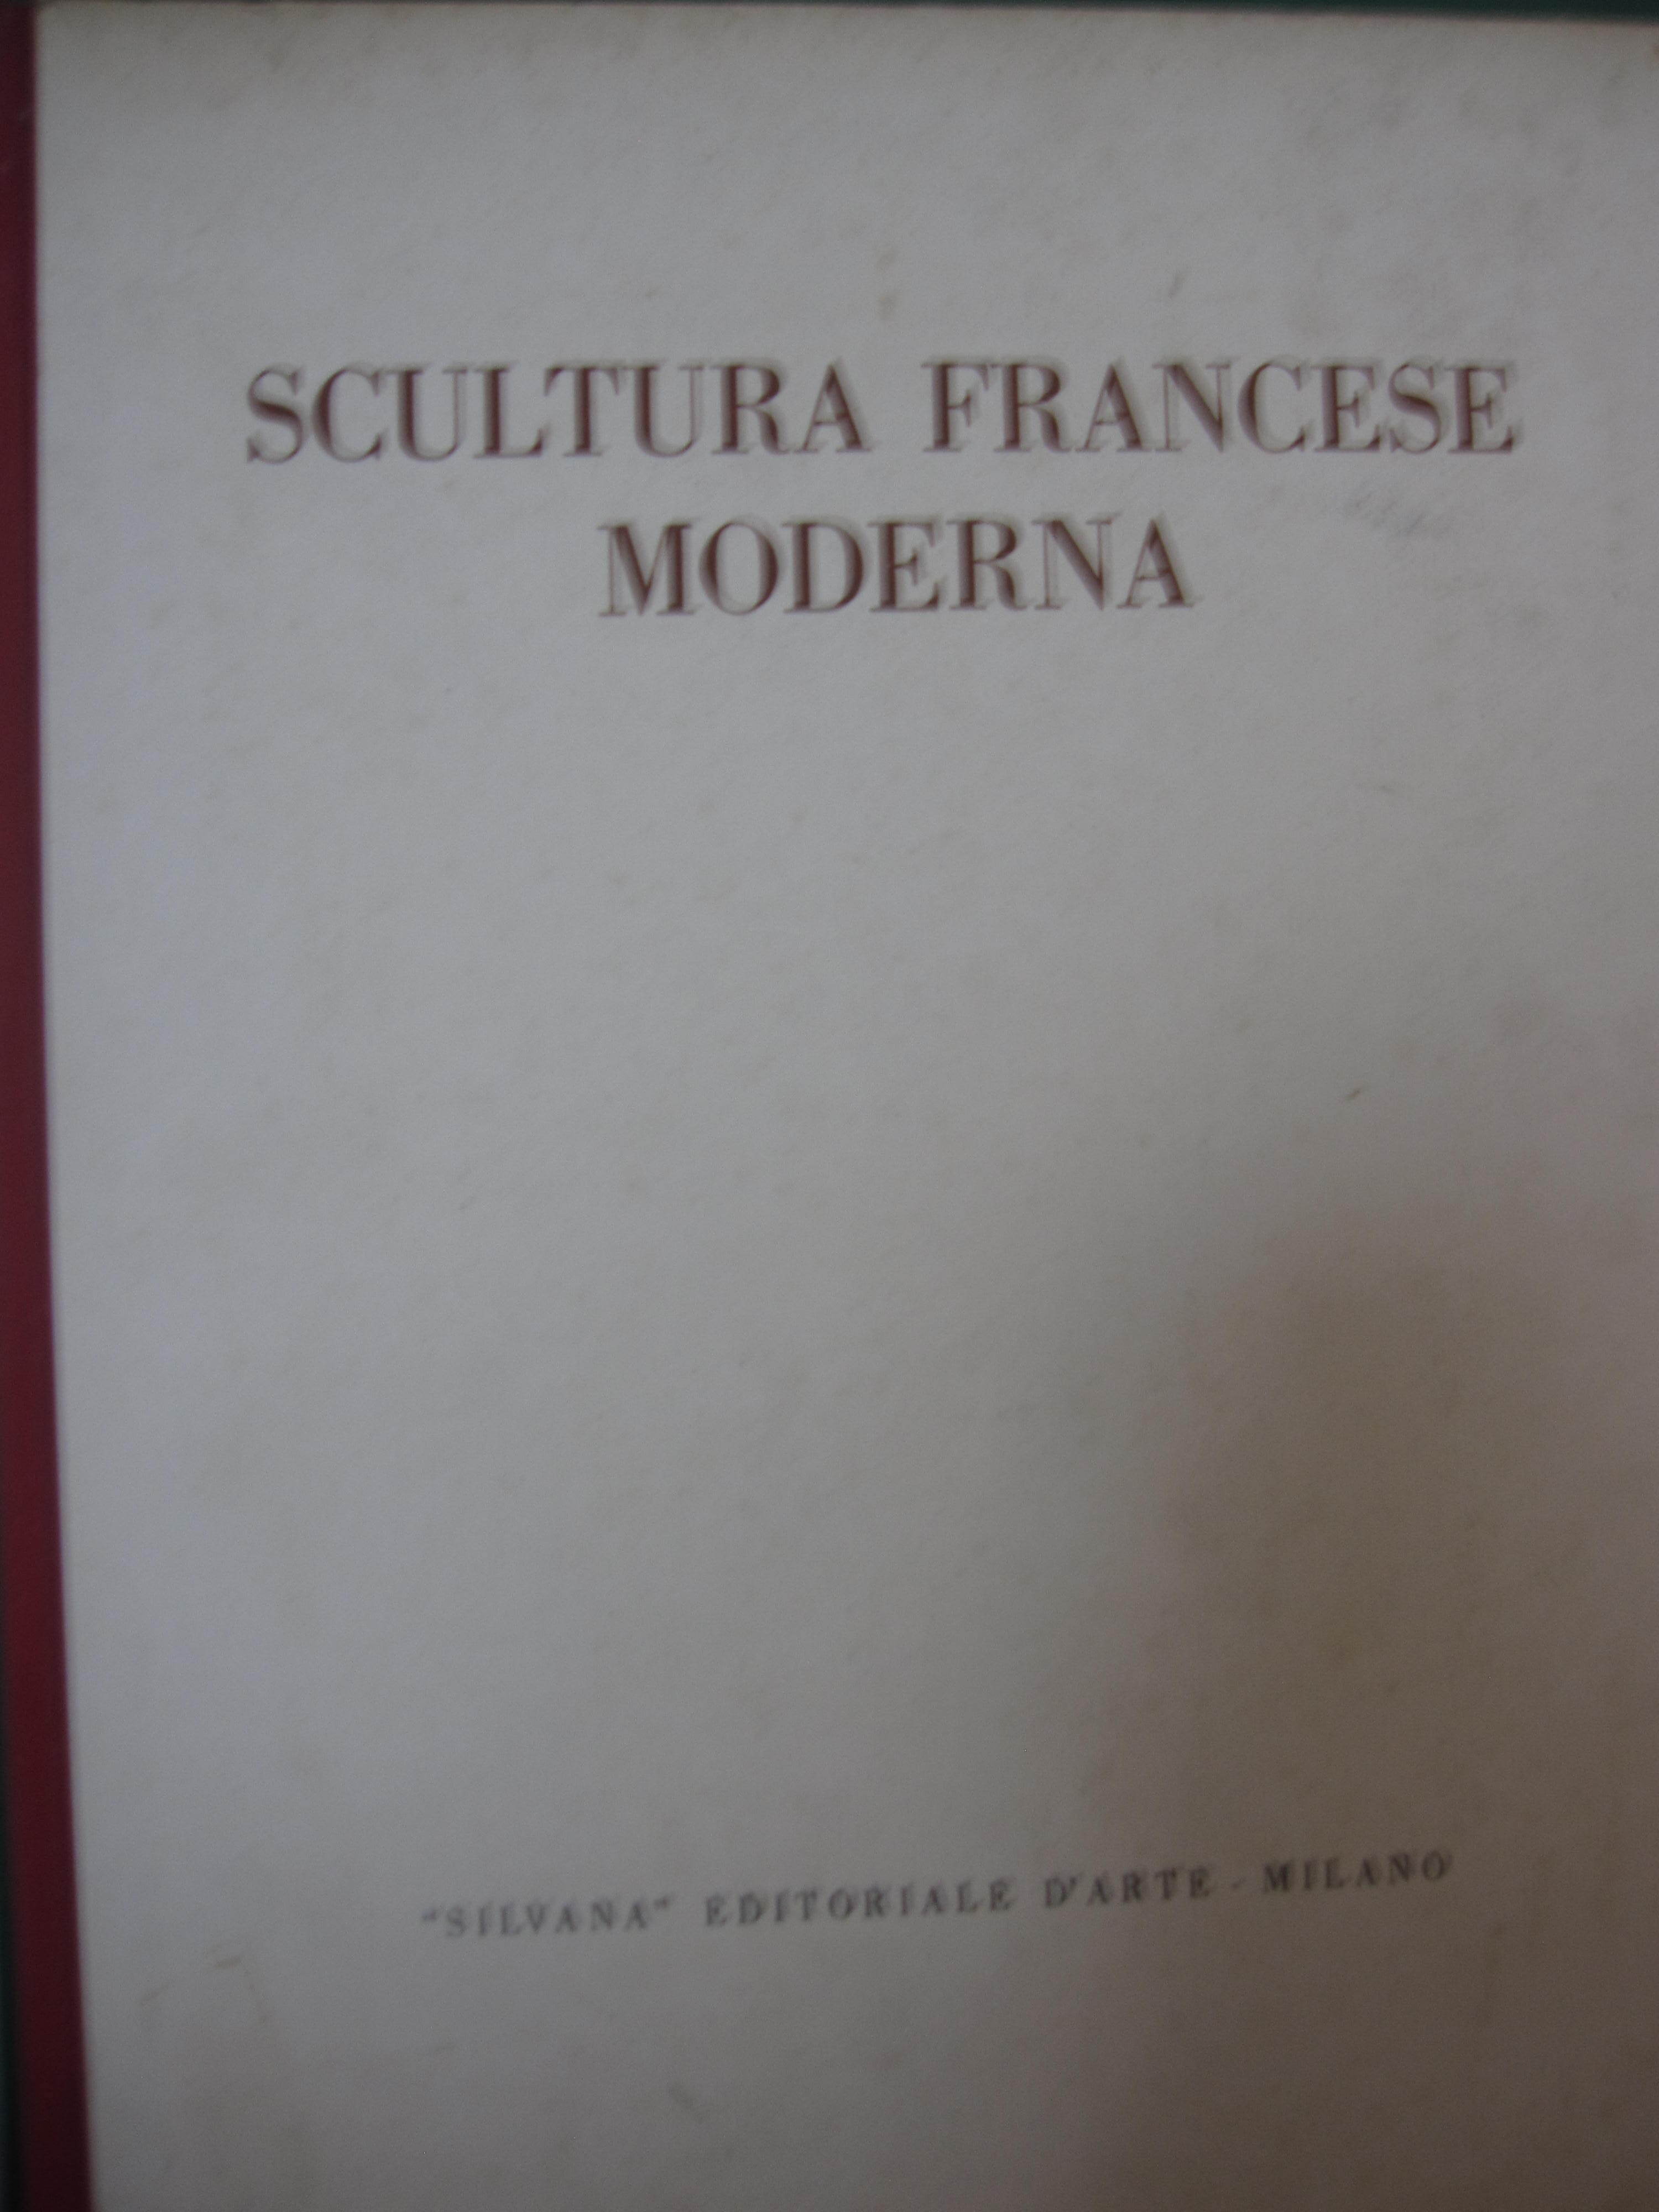 SCULTURA FRANCESE
MODERNA
"SILVANA" EDITORIALE D'ARTE - MILANO